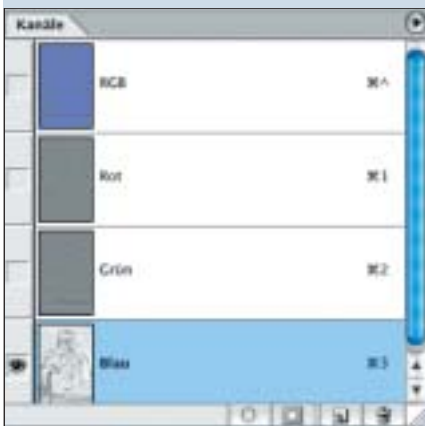 Kanäle
RGB ⌘^
Rot ⌘1
Grün ⌘2
Blau ⌘3